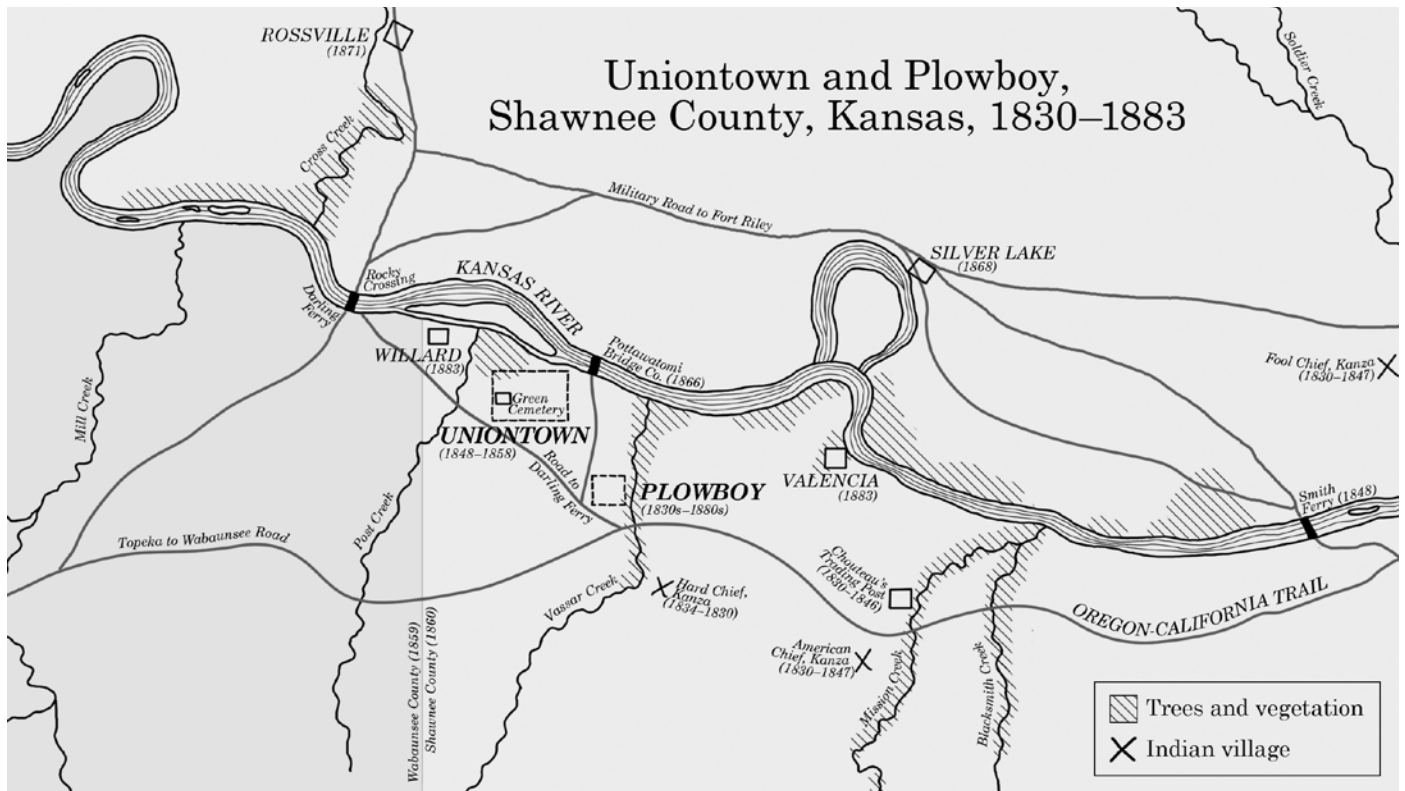 Uniontown and Plowboy,
Shawnee County, Kansas, 1830–1883
ROSSVILLE
(1871)
Soldier Creek
Cross Creek
Military Road to Fort Riley
SILVER LAKE
(1868)
Rocky
Crossing
Darling
Ferry
KANSAS RIVER
WILLARD
(1883)
Pottawatomi
Bridge Co. (1866)
Fool Chief, Kanza
(1830–1847)
Mill Creek
Green
Cemetery
UNIONTOWN
(1848–1858)
Road to
Darling Ferry
PLOWBOY
(1830s–1880s)
VALENCIA
(1883)
Smith
Ferry (1848)
Post Creek
Topeka to Wabaunsee Road
Vassar Creek
Hard Chief,
Kanza
(1834–1830)
Chouteau's
Trading Post
(1830–1846)
OREGON-CALIFORNIA TRAIL
American
Chief, Kanza
(1830–1847)
Mission Creek
Blacksmith Creek
Wabaunsee County (1859)
Shawnee County (1860)
Trees and vegetation
Indian village